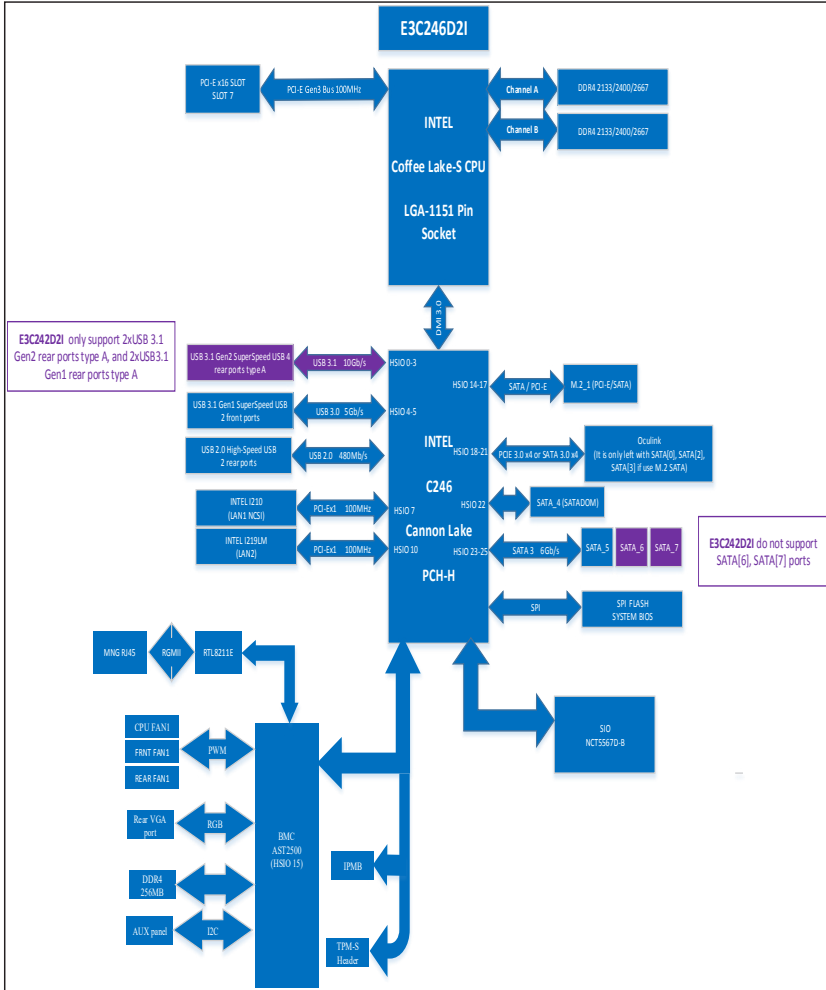 E3C246D2I
PCI-E x16 SLOT
SLOT 7
PCI-E Gen3 Bus 100MHz
INTEL
Coffee Lake-S CPU
LGA-1151 Pin
Socket
Channel A
DDR4 2133/2400/2667
Channel B
DDR4 2133/2400/2667
DMI 3.0
E3C242D2I only support 2xUSB 3.1
Gen2 rear ports type A, and 2xUSB3.1
Gen1 rear ports type A
USB 3.1 Gen2 SuperSpeed USB 4
rear ports type A
USB 3.1 10Gb/s
HSIO 0-3
USB 3.1 Gen1 SuperSpeed USB
2 front ports
USB 3.0 5Gb/s
HSIO 4-5
USB 2.0 High-Speed USB
2 rear ports
USB 2.0 480Mb/s
INTEL I210
(LAN1 NCSI)
PCI-Ex1 100MHz
HSIO 7
INTEL I219LM
(LAN2)
PCI-Ex1 100MHz
HSIO 10
INTEL
C246
Cannon Lake
PCH-H
HSIO 14-17
SATA / PCI-E
M.2_1 (PCI-E/SATA)
HSIO 18-21
PCIE 3.0 x4 or SATA 3.0 x4
Oculink
(It is only left with SATA[0], SATA[2],
SATA[3] if use M.2 SATA)
HSIO 22
SATA_4 (SATADOM)
HSIO 23-25
SATA 3 6Gb/s
SATA_5
SATA_6
SATA_7
E3C242D2I do not support
SATA[6], SATA[7] ports
SPI
SPI FLASH
SYSTEM BIOS
MNG RJ45
RGMII
RTL8211E
SIO
NCT5567D-B
CPU FAN1
FRNT FAN1
REAR FAN1
PWM
Rear VGA
port
RGB
BMC
AST2500
(HSIO 15)
DDR4
256MB
AUX panel
I2C
IPMB
TPM-S
Header